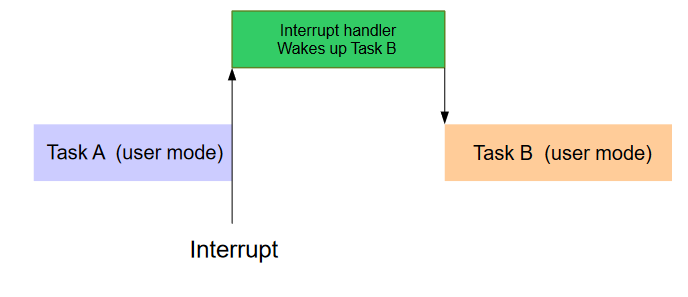 Interrupt handler
Wakes up Task B
Task A  (user mode)
Task B  (user mode)
Interrupt